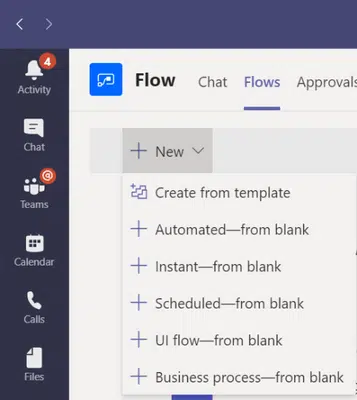 4
Activity
Chat
@
Teams
Calendar
Calls
Files
Flow Chat Flows Approvals
New
Create from template
Automated—from blank
Instant—from blank
Scheduled—from blank
UI flow—from blank
Business process—from blank